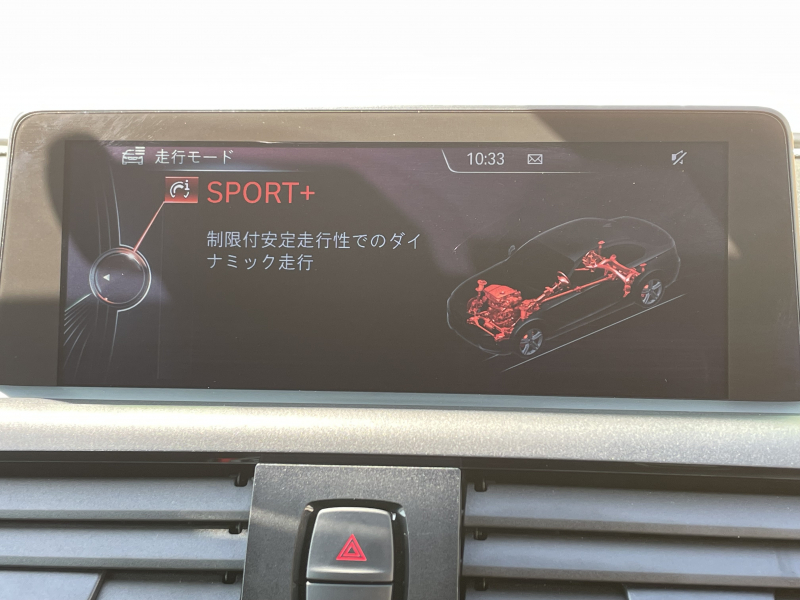 走行モード
10:33
SPORT+
制限付安定走行性でのダイ
ナミック走行